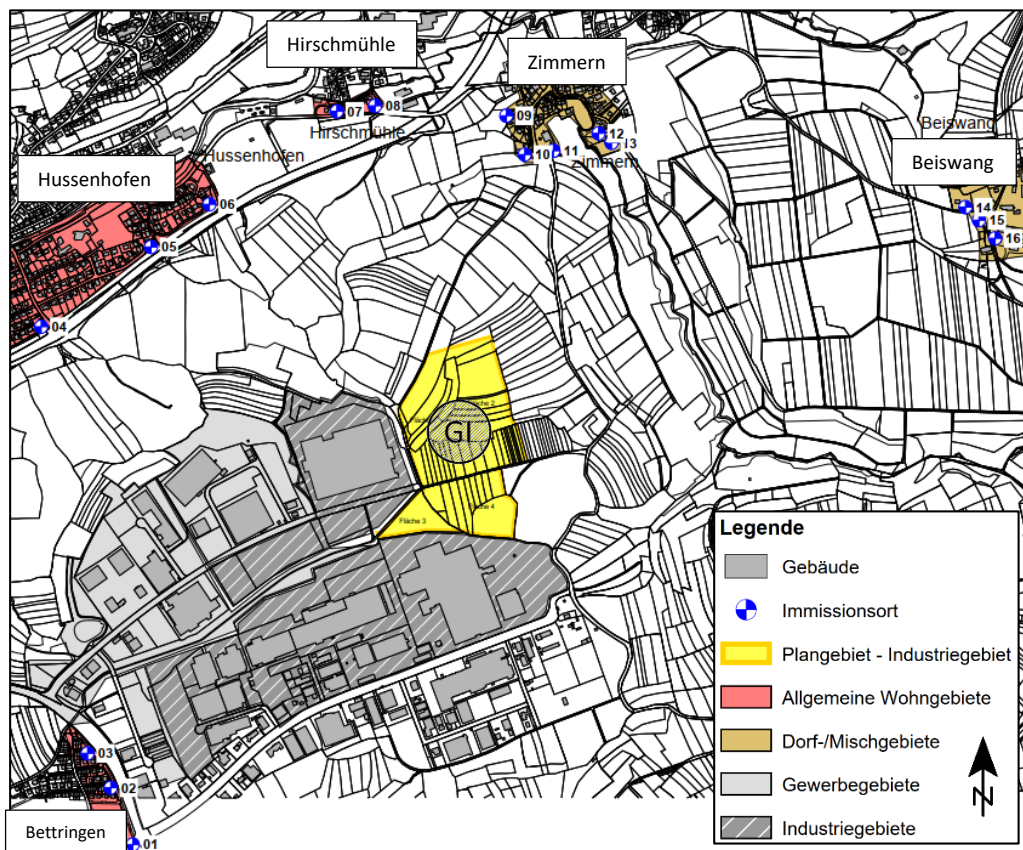 Hirschmühle
Zimmern
Beiswang
Beiswang
Hussenhofen
Hussenhofen
Hirschmühle
Zimmern
07
08
09
10
11
12
13
14
15
16
06
05
04
Fläche 2
GI
Fläche 3
Fläche 4
03
02
01
Bettringen
Legende
Gebäude
Immissionsort
Plangebiet - Industriegebiet
Allgemeine Wohngebiete
Dorf-/Mischgebiete
Gewerbegebiete
Industriegebiete
N